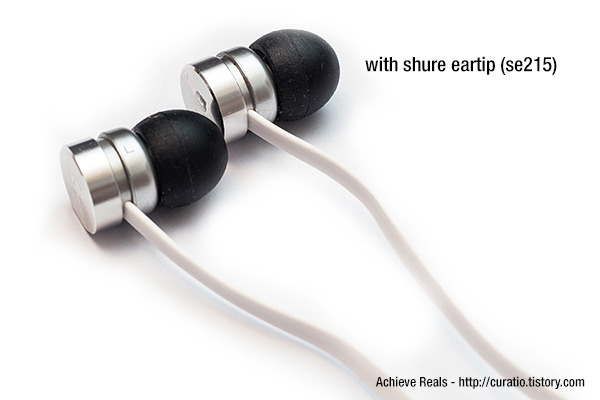 with shure eartip (se215)
L
Achieve Reals - http://curatio.tistory.com